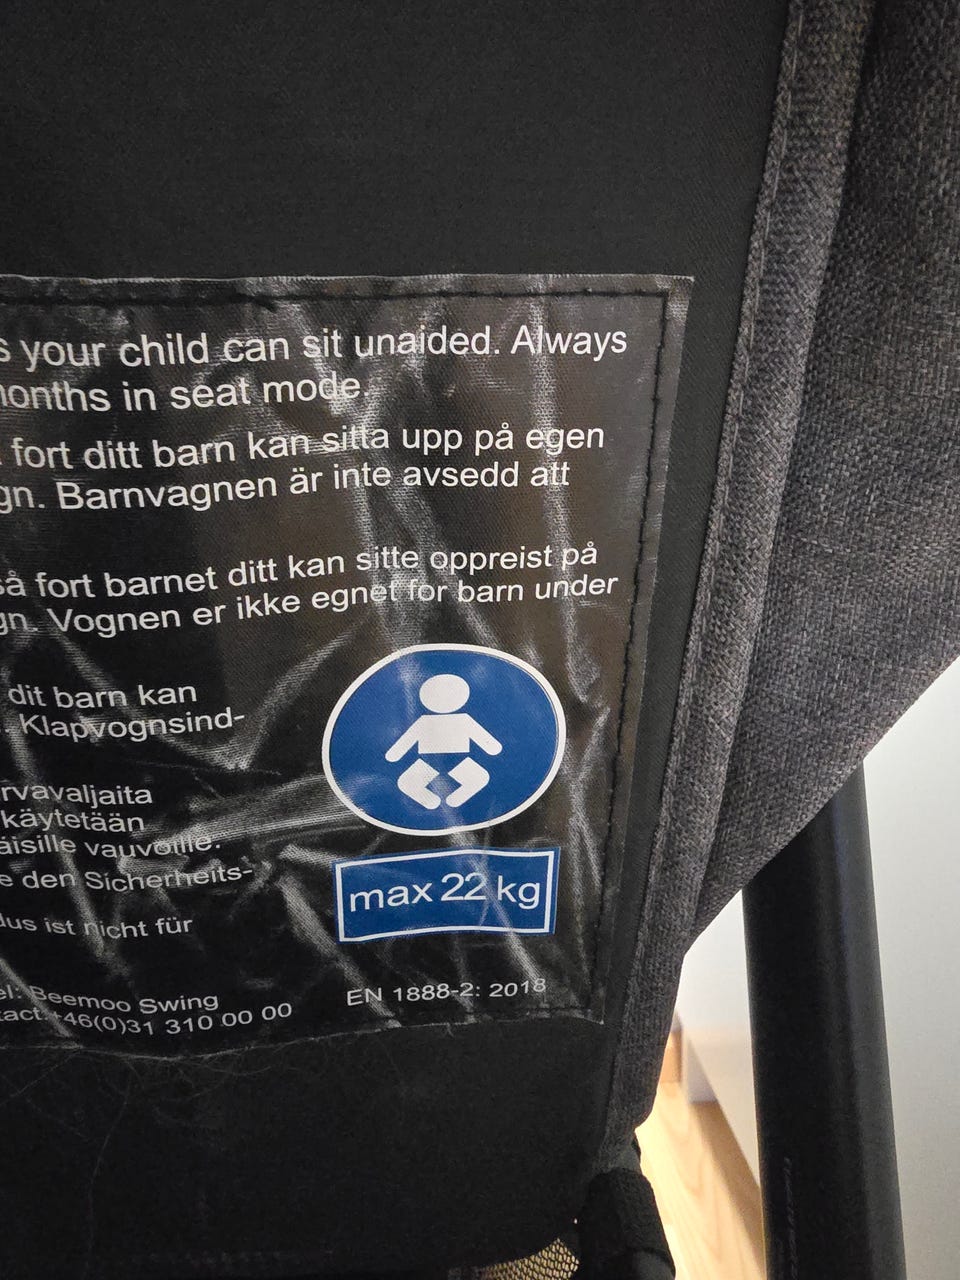 your child can sit unaided. Always
months in seat mode.
fort ditt barn kan sitta upp på egen
gn. Barnvagnen är inte avsedd att
så fort barnet ditt kan sitte oppreist på
gn. Vognen er ikke egnet for barn under
dit barn kan
. Klapvognsind-
rvavaljaita
käytetään
äisille vauvoille.
e den Sicherheits-
dus ist nicht für
el: Beemoo Swing
tact:+46(0)31 310 00 00
max 22 kg
EN 1888-2: 2018